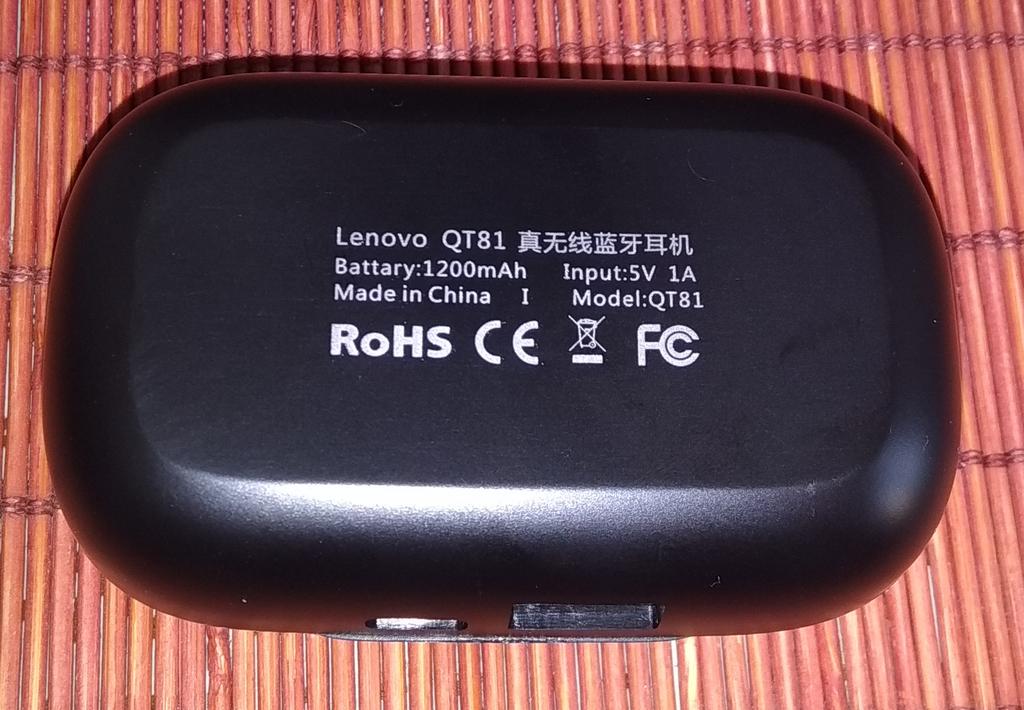 Lenovo QT81 真无线蓝牙耳机
Battary:1200mAh Input:5V 1A
Made in China I Model:QT81
RoHS CE FC